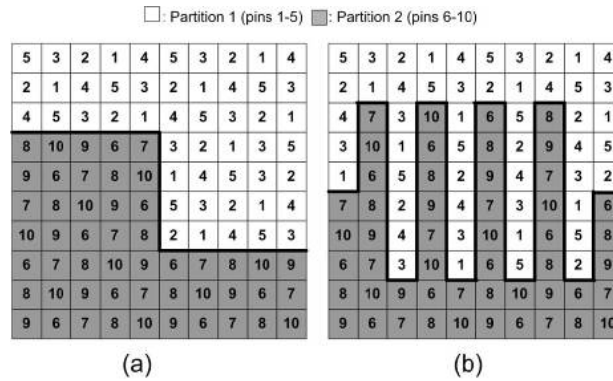 : Partition 1 (pins 1-5) : Partition 2 (pins 6-10)
5 3 2 1 4 5 3 2 1 4
2 1 4 5 3 2 1 4 5 3
4 5 3 2 1 4 5 3 2 1
8 10 9 6 7 3 2 1 3 5
9 6 7 8 10 1 4 5 3 2
7 8 10 9 6 5 3 2 1 4
10 9 6 7 8 2 1 4 5 3
6 7 8 10 9 6 7 8 10 9
8 10 9 6 7 8 10 9 6 7
9 6 7 8 10 9 6 7 8 10
(a)
5 3 2 1 4 5 3 2 1 4
2 1 4 5 3 2 1 4 5 3
4 7 3 10 1 6 5 8 2 1
1 10 1 6 5 8 2 9 4 5
3 6 5 8 2 9 4 7 3 2
7 8 2 9 4 7 3 10 1 6
10 9 4 7 3 10 1 6 5 8
6 7 3 10 1 6 5 8 2 9
8 10 9 6 7 8 10 9 6 7
9 6 7 8 10 9 6 7 8 10
(b)